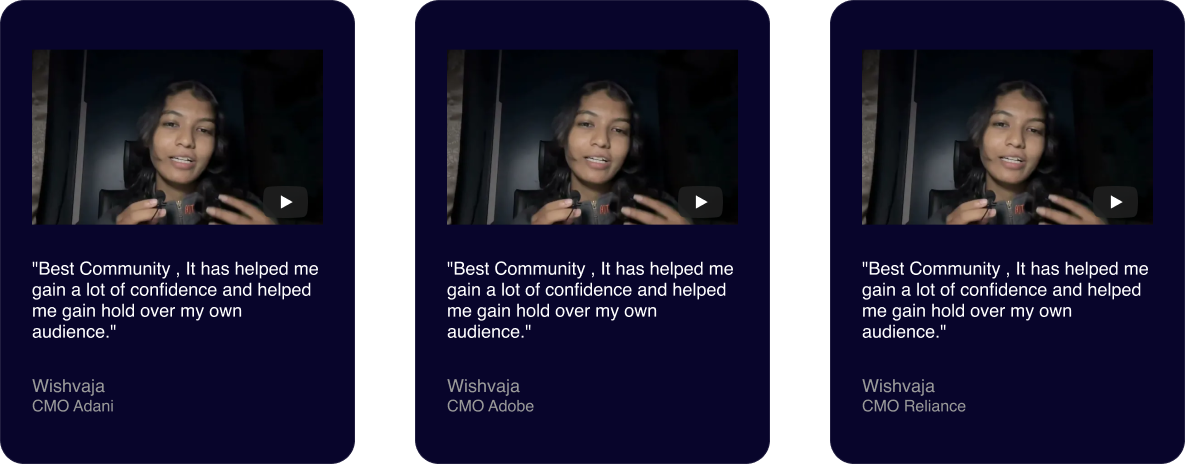 "Best Community , It has helped me
gain a lot of confidence and helped
me gain hold over my own
audience."
Wishvaja
CMO Adani
"Best Community , It has helped me
gain a lot of confidence and helped
me gain hold over my own
audience."
Wishvaja
CMO Adobe
"Best Community , It has helped me
gain a lot of confidence and helped
me gain hold over my own
audience."
Wishvaja
CMO Reliance